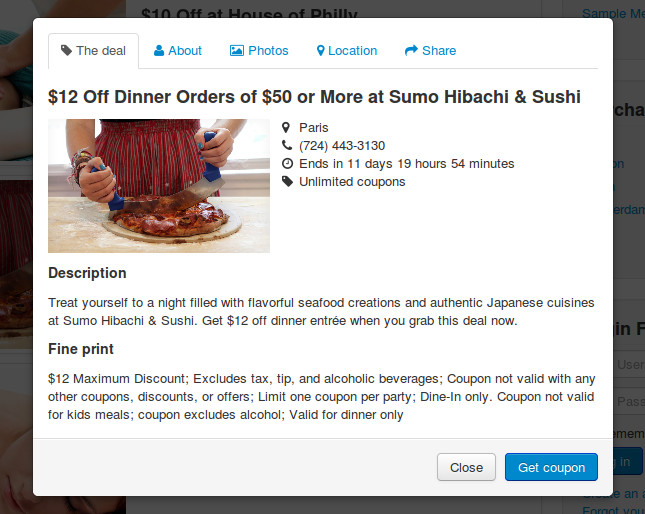 $10 Off at House of Philly
Sample Me
The deal
About
Photos
Location
Share
$12 Off Dinner Orders of $50 or More at Sumo Hibachi & Sushi
Paris
(724) 443-3130
Ends in 11 days 19 hours 54 minutes
Unlimited coupons
Description
Treat yourself to a night filled with flavorful seafood creations and authentic Japanese cuisines
at Sumo Hibachi & Sushi. Get $12 off dinner entrée when you grab this deal now.
Fine print
$12 Maximum Discount; Excludes tax, tip, and alcoholic beverages; Coupon not valid with any
other coupons, discounts, or offers; Limit one coupon per party; Dine-In only. Coupon not valid
for kids meals; coupon excludes alcohol; Valid for dinner only
Close
Get coupon
rcha
on
erdam
gin F
User
Pass
emem
in
Create an a
Forgot you